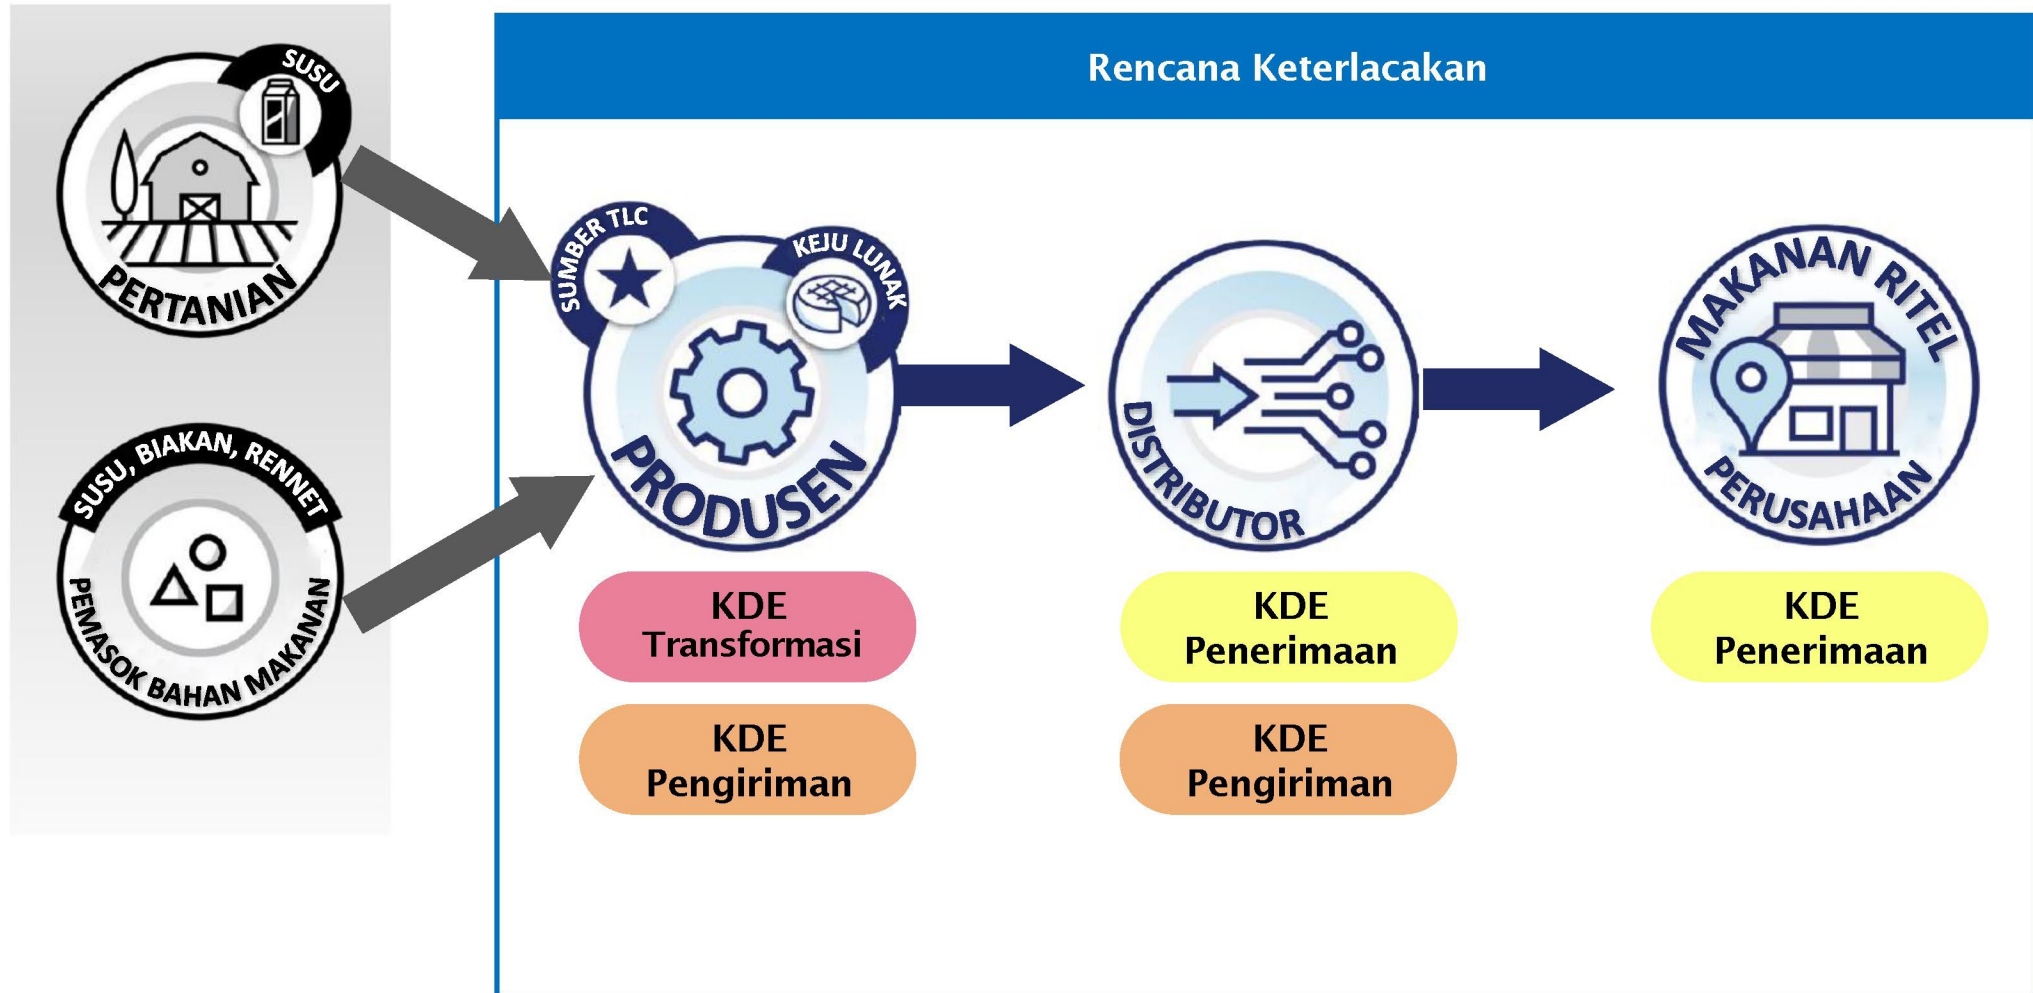 Rencana Keterlacakan
SUSU
PERTANIAN
SUSU, BIAKAN, RENNET
PEMASOK BAHAN MAKANAN
SUMBER TLC
KEJU LUNAK
PRODUSEN
KDE
Transformasi
KDE
Pengiriman
DISTRIBUTOR
KDE
Penerimaan
KDE
Pengiriman
MAKANAN RITEL
PERUSAHAAN
KDE
Penerimaan